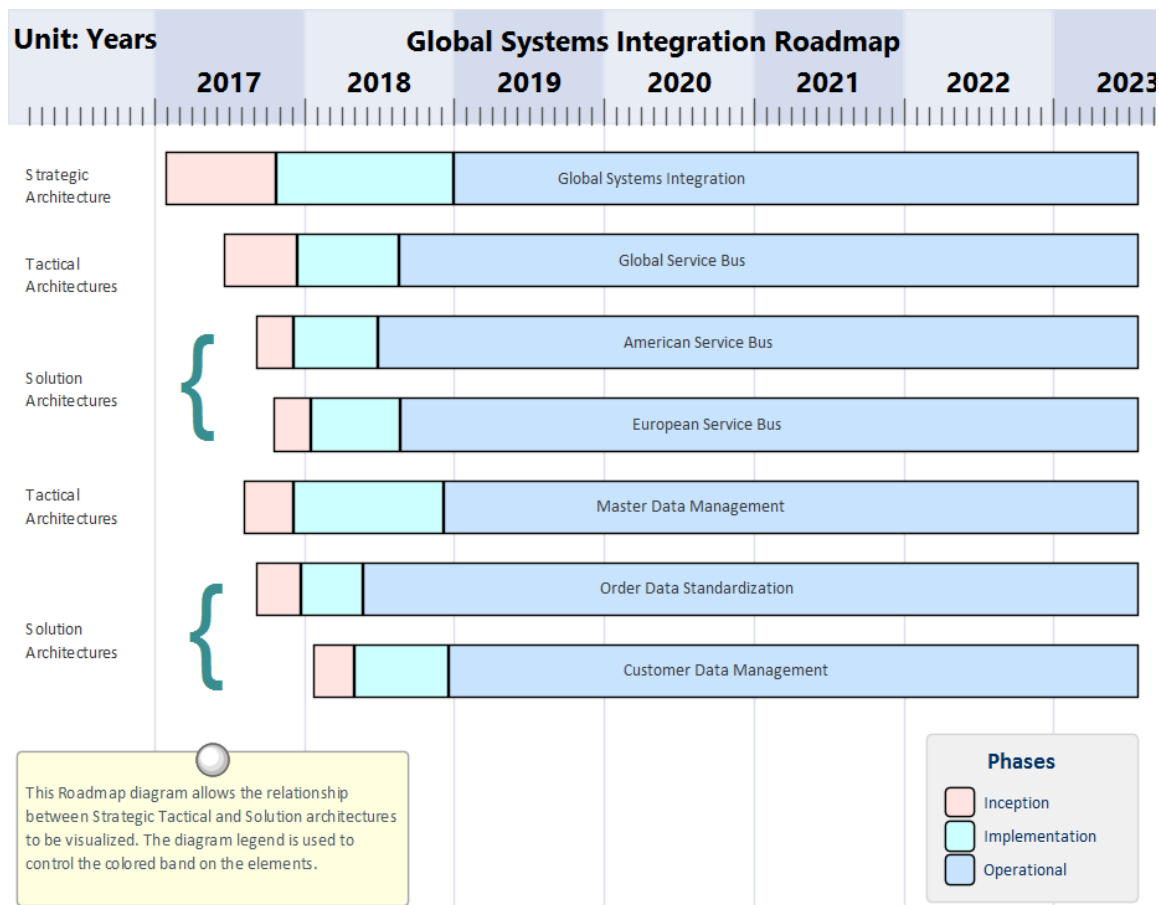 Unit: Years
Global Systems Integration Roadmap
2017 2018 2019 2020 2021 2022 2023
Strategic
Architecture
Global Systems Integration
Tactical
Architectures
Global Service Bus
American Service Bus
Solution
Architectures
European Service Bus
Tactical
Architectures
Master Data Management
Order Data Standardization
Solution
Architectures
Customer Data Management
This Roadmap diagram allows the relationship
between Strategic Tactical and Solution architectures
to be visualized. The diagram legend is used to
control the colored band on the elements.
Phases
Inception
Implementation
Operational